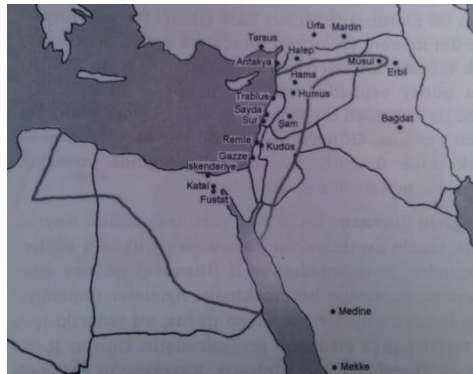 Urfa Mardin
Tarsus
Halep
Antakya
Musul
Erbil
Hama
Trablus
Humus
Sayda
Sur
Şam
Bağdat
Remle
Kudüs
Gazze
İskenderiye
Katai
Fustat
Medine
Mekke